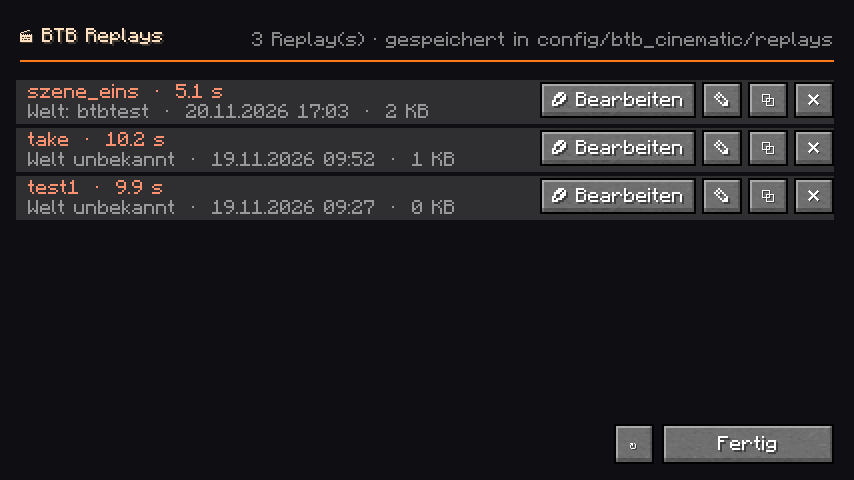 BTB Replays
3 Replay(s) · gespeichert in config/btb_cinematic/replays
szene_eins · 5.1 s
Welt: btbtest · 20.11.2026 17:03 · 2 KB
Bearbeiten
take · 10.2 s
Welt unbekannt · 19.11.2026 09:52 · 1 KB
Bearbeiten
test1 · 9.9 s
Welt unbekannt · 19.11.2026 09:27 · 0 KB
Bearbeiten
Fertig